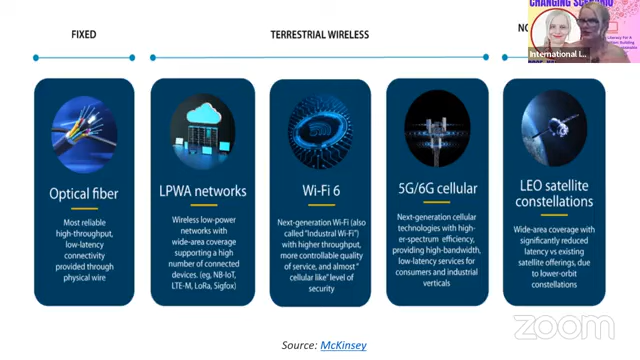 CHANGING SCENARIO
FIXED
TERRESTRIAL WIRELESS
International L...
Optical fiber
Most reliable
high-throughput,
low-latency
connectivity
provided through
physical wire
LPWA networks
Wireless low-power
networks with
wide-area coverage
supporting a high
number of connected
devices. (eg, NB-IoT,
LTE-M, LoRa, Sigfox)
Wi-Fi 6
Next-generation Wi-Fi (also
called "Industrial Wi-Fi")
with higher throughput,
more controllable quality
of service, and almost "
cellular like" level of
security
5G/6G cellular
Next-generation cellular
technologies with high-
er-spectrum efficiency,
providing high-bandwidth,
low-latency services for
consumers and industrial
verticals
LEO satellite
constellations
Wide-area coverage with
significantly reduced
latency vs existing
satellite offerings, due
to lower-orbit
constellations
Source: McKinsey
zoom